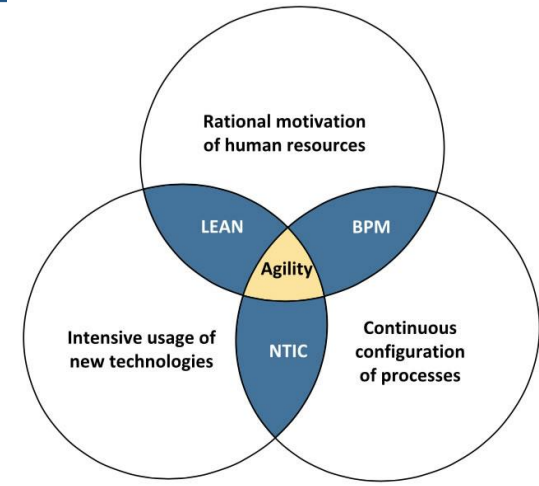 Rational motivation
of human resources
LEAN
BPM
Agility
Intensive usage of
new technologies
NTIC
Continuous
configuration
of processes